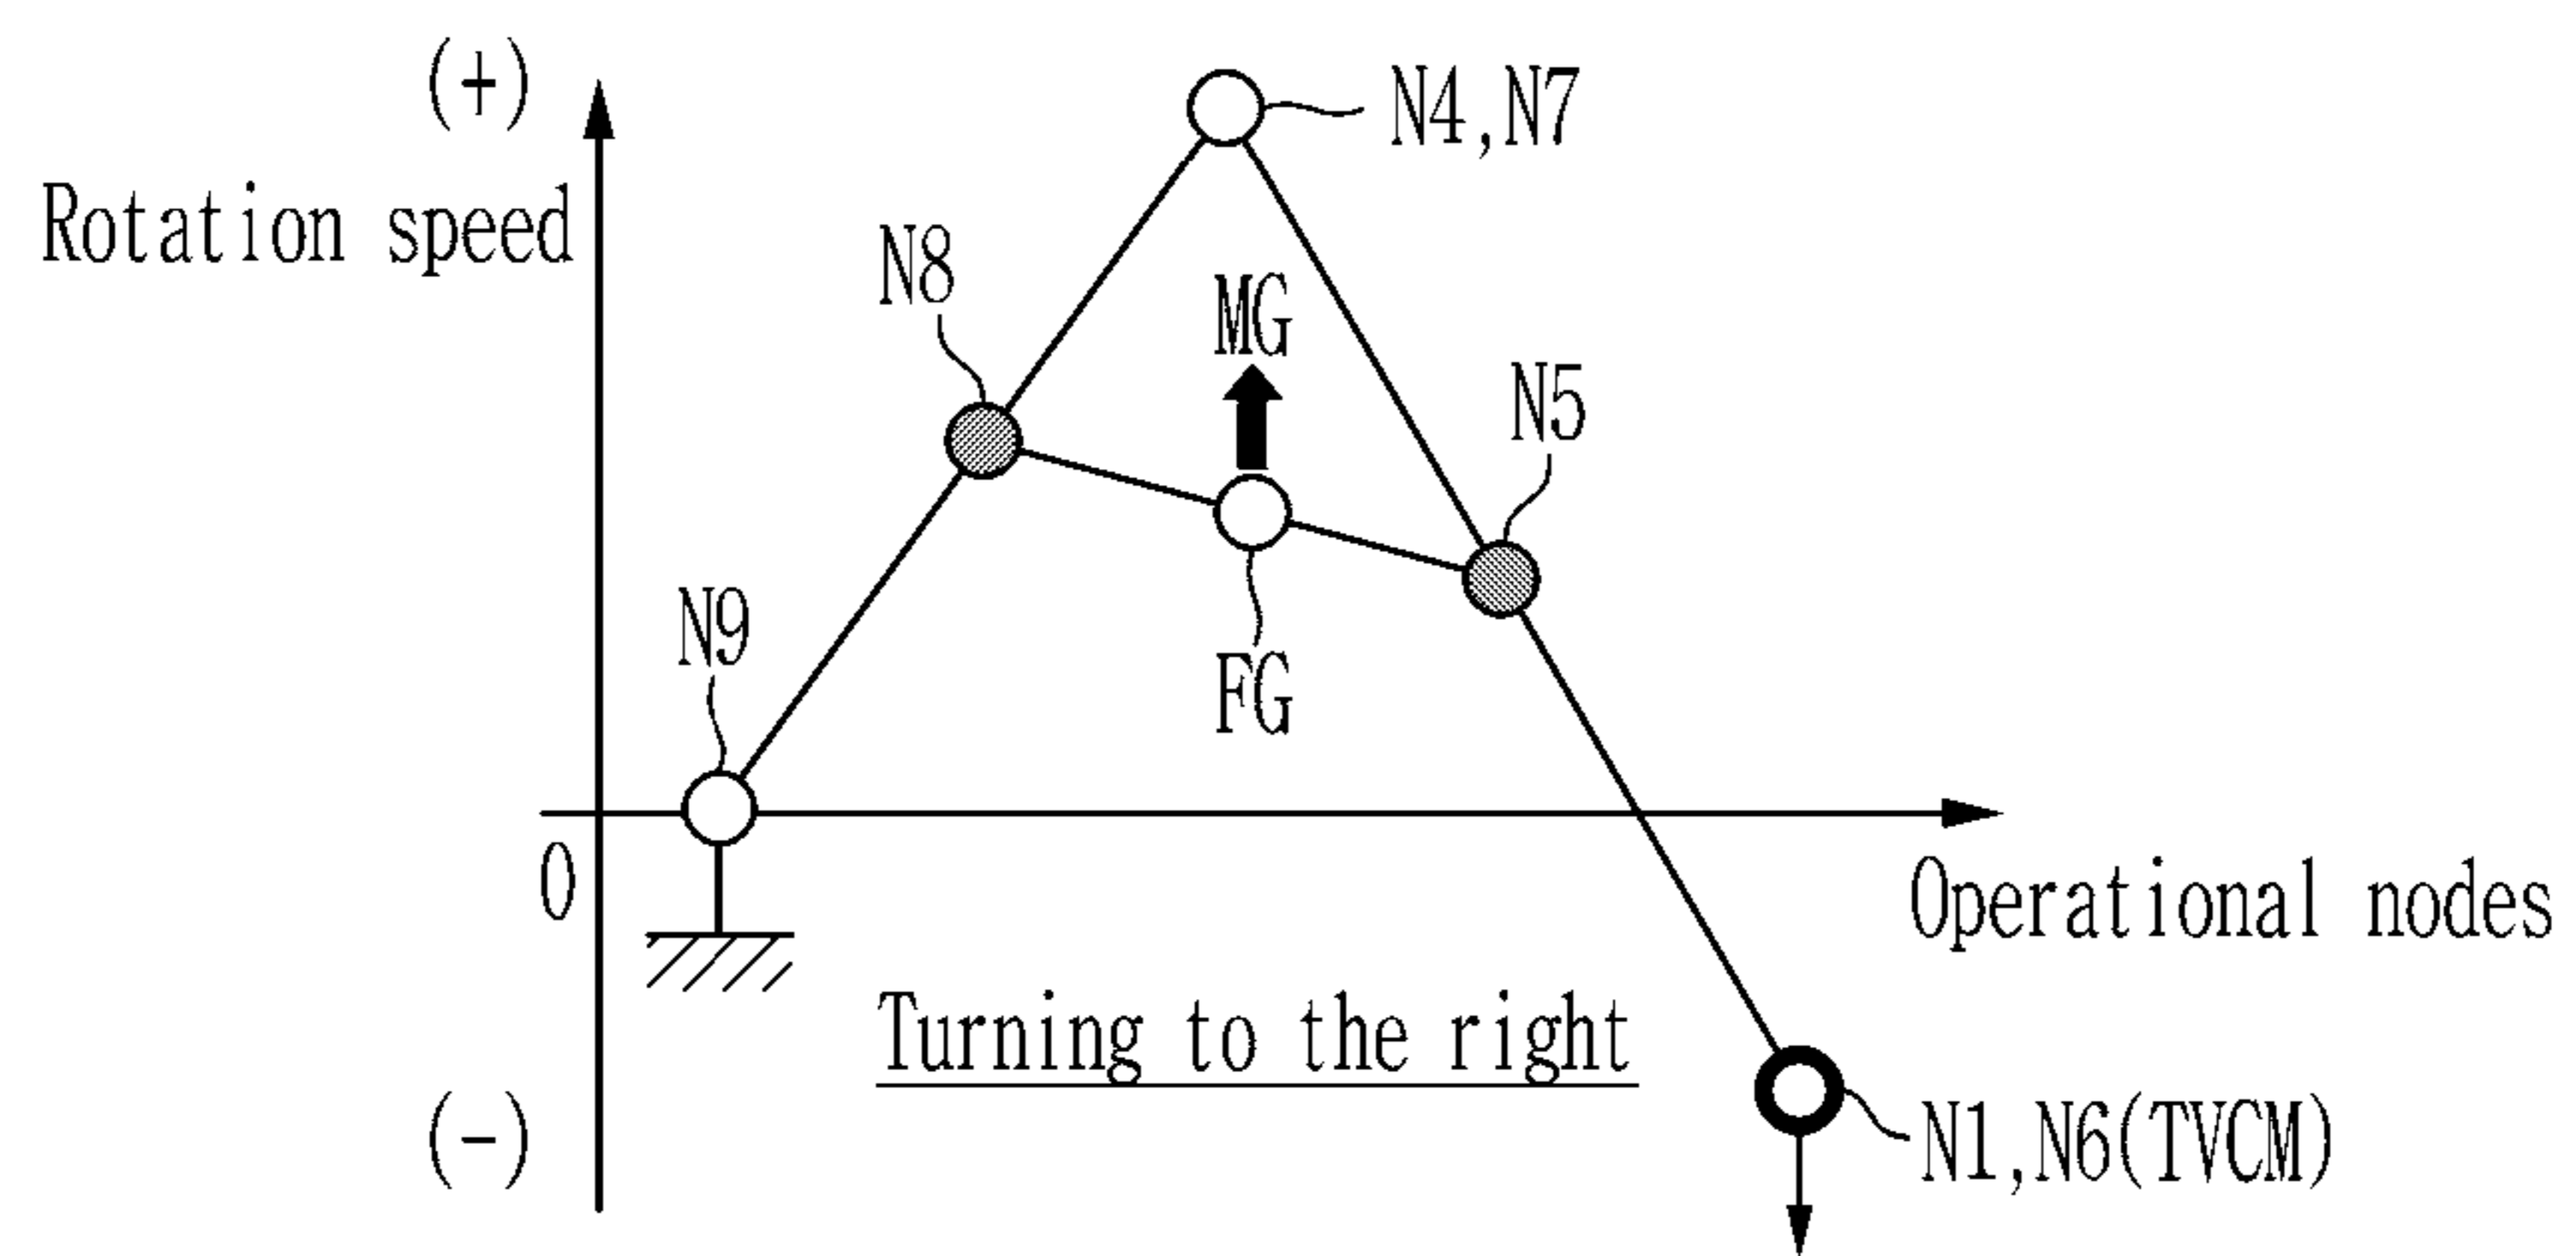 (+)
N4,N7
Rotation speed
N8
MG
N5
N9
FG
0
Operational nodes
Turning to the right
(-)
N1,N6(TVCM)